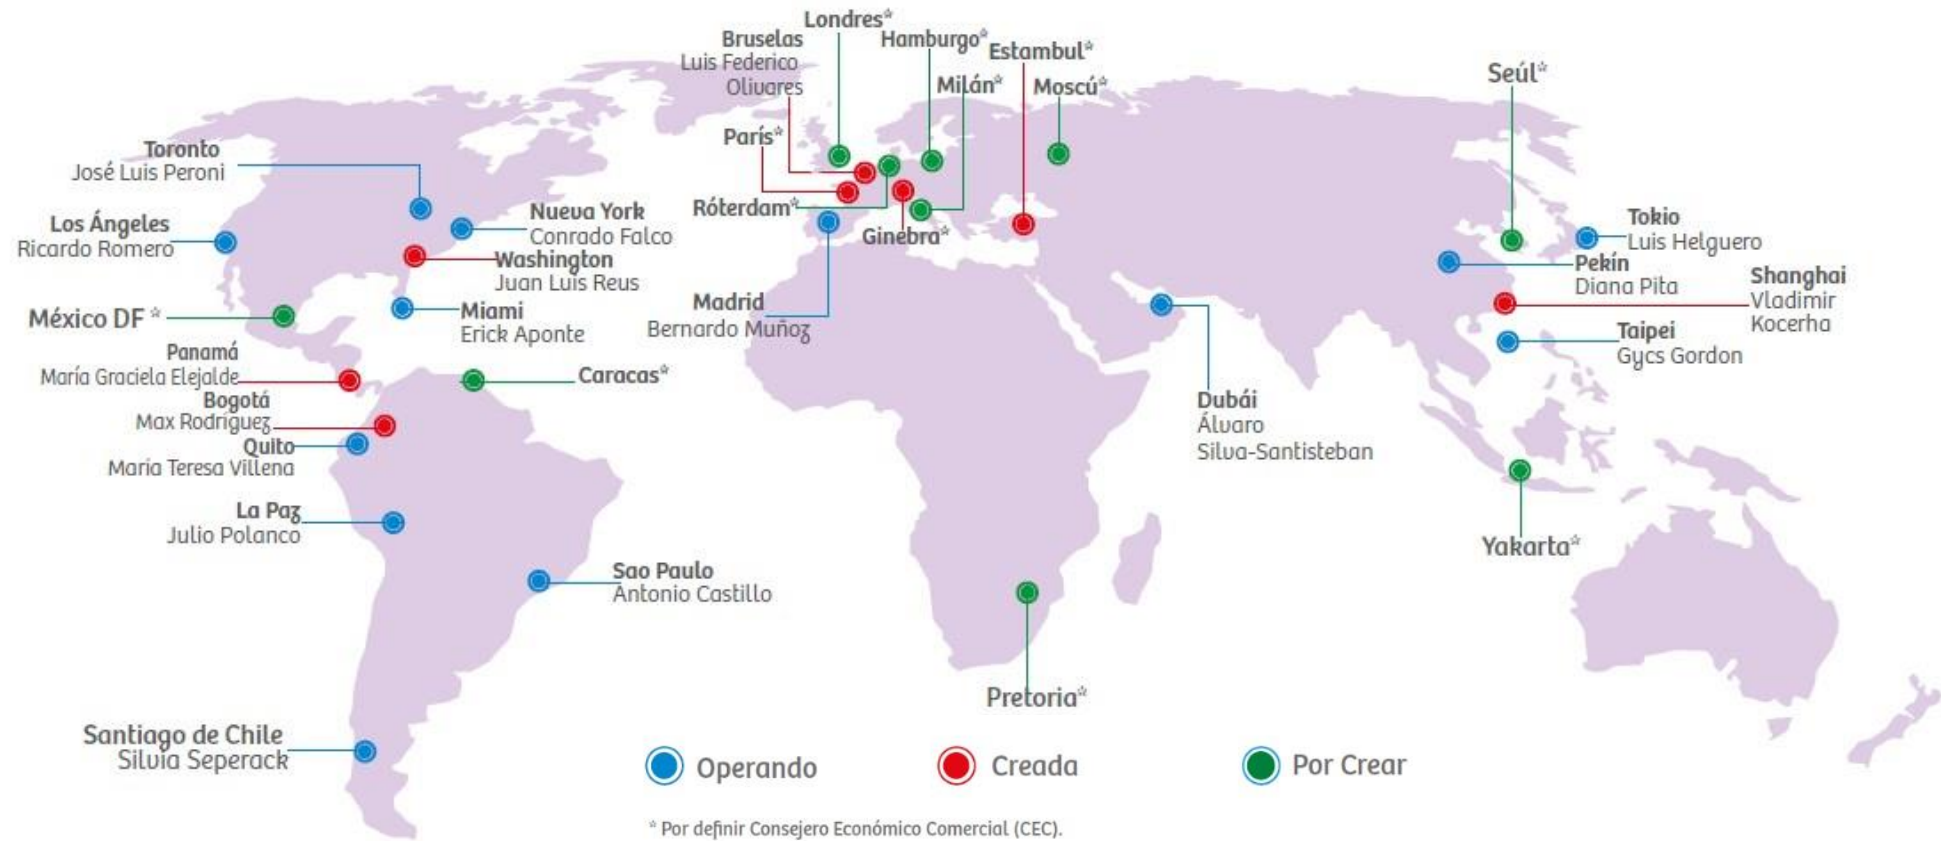 Londres*
Bruselas
Luis Federico
Olivares
Hamburgo*
Estambul*
Milán*
Moscú*
Seúl*
París*
Toronto
José Luis Peroni
Los Ángeles
Ricardo Romero
Nueva York
Conrado Falco
Washington
Juan Luis Reus
Róterdam*
Ginebra*
Tokio
Luis Helguero
Pekín
Diana Pita
Shanghai
Vladimir
Kocerha
México DF *
Miami
Erick Aponte
Madrid
Bernardo Muñoz
Taipei
Gycs Gordon
Panamá
María Graciela Elejalde
Caracas*
Bogotá
Max Rodríguez
Quito
María Teresa Villena
Dubái
Álvaro
Silva-Santisteban
La Paz
Julio Polanco
Yakarta*
Sao Paulo
Antonio Castillo
Pretoria*
Santiago de Chile
Silvia Seperack
Operando
Creada
Por Crear
* Por definir Consejero Económico Comercial (CEC).